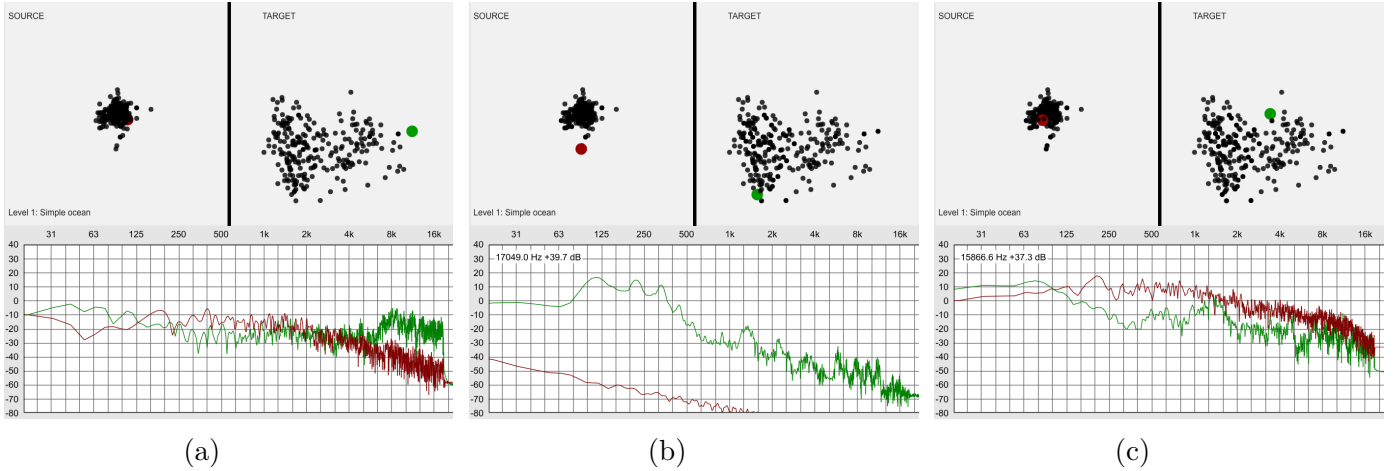 SOURCE TARGET
Level 1: Simple ocean
31 63 125 250 500 1k 2k 4k 8k 16k
40
30
20
10
0
-10
-20
-30
-40
-50
-60
-70
-80
(a)
SOURCE TARGET
Level 1: Simple ocean
31 63 125 250 500 1k 2k 4k 8k 16k
40
17049.0 Hz +39.7 dB
30
20
10
0
-10
-20
-30
-40
-50
-60
-70
-80
(b)
SOURCE TARGET
Level 1: Simple ocean
31 63 125 250 500 1k 2k 4k 8k 16k
40
15866.6 Hz +37.3 dB
30
20
10
0
-10
-20
-30
-40
-50
-60
-70
-80
(c)